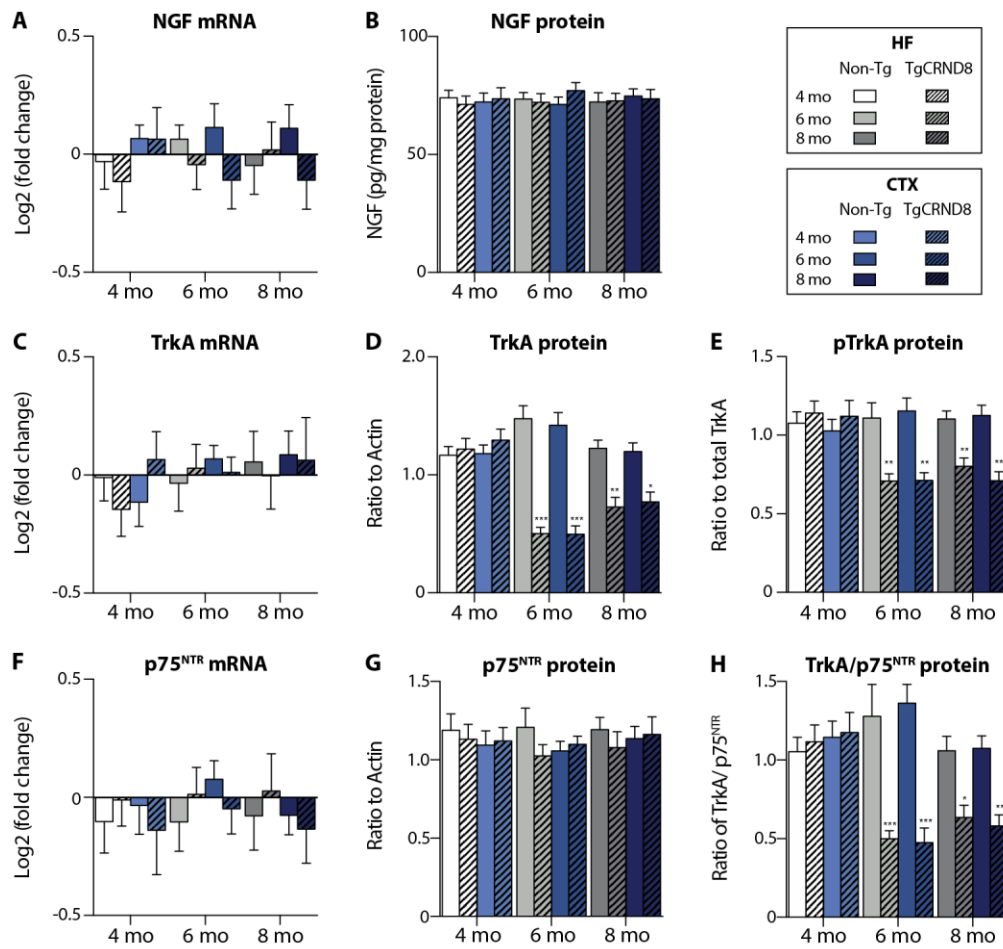 A NGF mRNA
0.5
0
-0.5
Log2 (fold change)
4 mo 6 mo 8 mo
B NGF protein
100
50
0
NGF (pg/mg protein)
4 mo 6 mo 8 mo
HF
Non-Tg TgCRND8
4 mo
6 mo
8 mo
CTX
Non-Tg TgCRND8
4 mo
6 mo
8 mo
C TrkA mRNA
0.5
0
-0.5
Log2 (fold change)
4 mo 6 mo 8 mo
D TrkA protein
2.0
1.0
0
Ratio to Actin
*** *** ** *
4 mo 6 mo 8 mo
E pTrkA protein
1.5
1.0
0.5
0
Ratio to total TrkA
** ** ** **
4 mo 6 mo 8 mo
F p75NTR mRNA
0.5
0
-0.5
Log2 (fold change)
4 mo 6 mo 8 mo
G p75NTR protein
1.5
1.0
0.5
0
Ratio to Actin
4 mo 6 mo 8 mo
H TrkA/p75NTR protein
1.5
1.0
0.5
0
Ratio of TrkA/ p75NTR
*** *** * **
4 mo 6 mo 8 mo